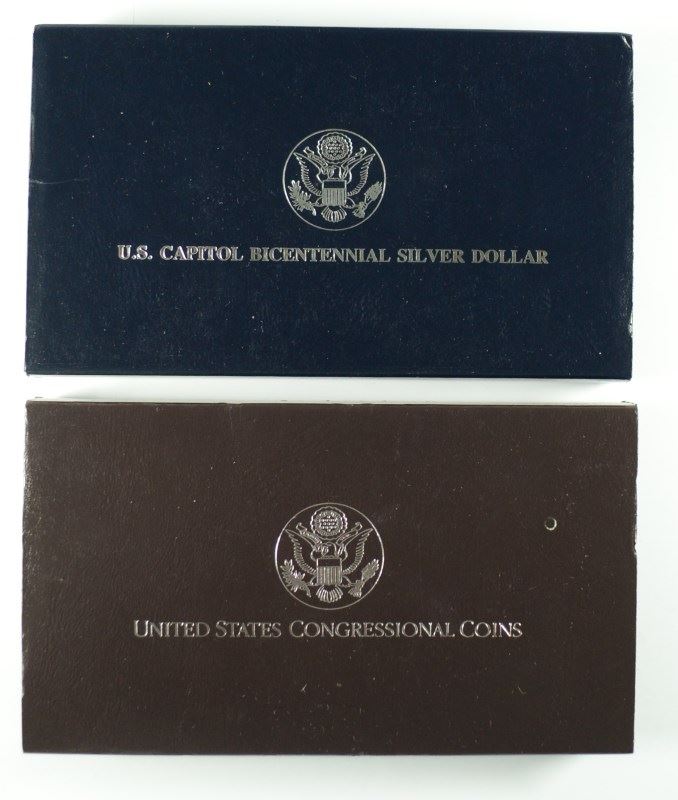 U.S. CAPITOL BICENTENNIAL SILVER DOLLAR
UNITED STATES CONGRESSIONAL COINS